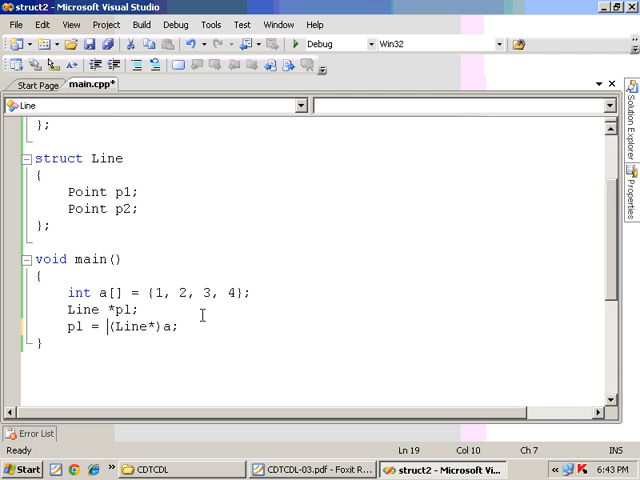 struct2 - Microsoft Visual Studio
File Edit View Project Build Debug Tools Test Window Help
Debug Win32
Start Page main.cpp*
Line
};
struct Line
{
Point p1;
Point p2;
};
void main()
{
int a[] = {1, 2, 3, 4};
Line *pl;
pl = (Line*)a;
}
Solution Explorer
Properties
Error List
Ready Ln 19 Col 10 Ch 7 INS
Start CDTCDL CDTCDL-03.pdf - Foxit R... struct2 - Microsoft Vi... 6:43 PM